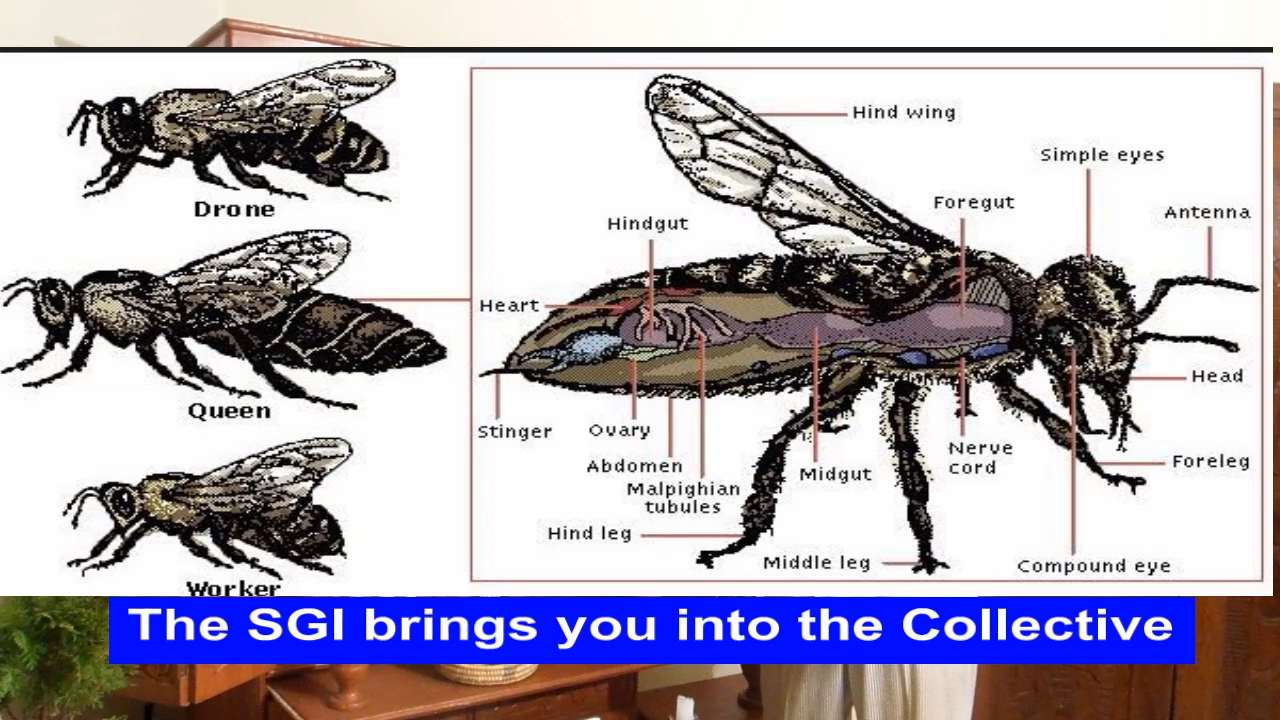 Drone
Queen
Worker
Hind wing
Simple eyes
Foregut
Antenna
Hindgut
Heart
Head
Stinger
Ovary
Abdomen
Malpighian
tubules
Midgut
Nerve
cord
Foreleg
Hind leg
Middle leg
Compound eye
The SGI brings you into the Collective